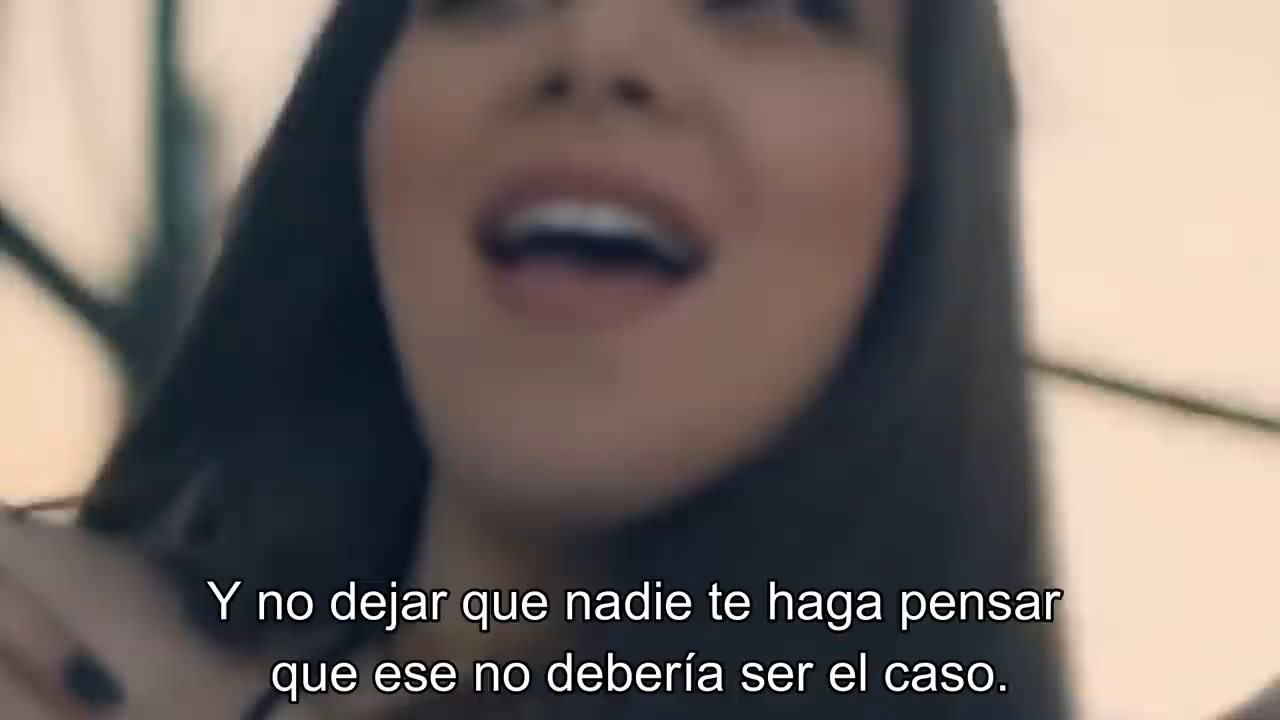 Y no dejar que nadie te haga pensar
que ese no debería ser el caso.